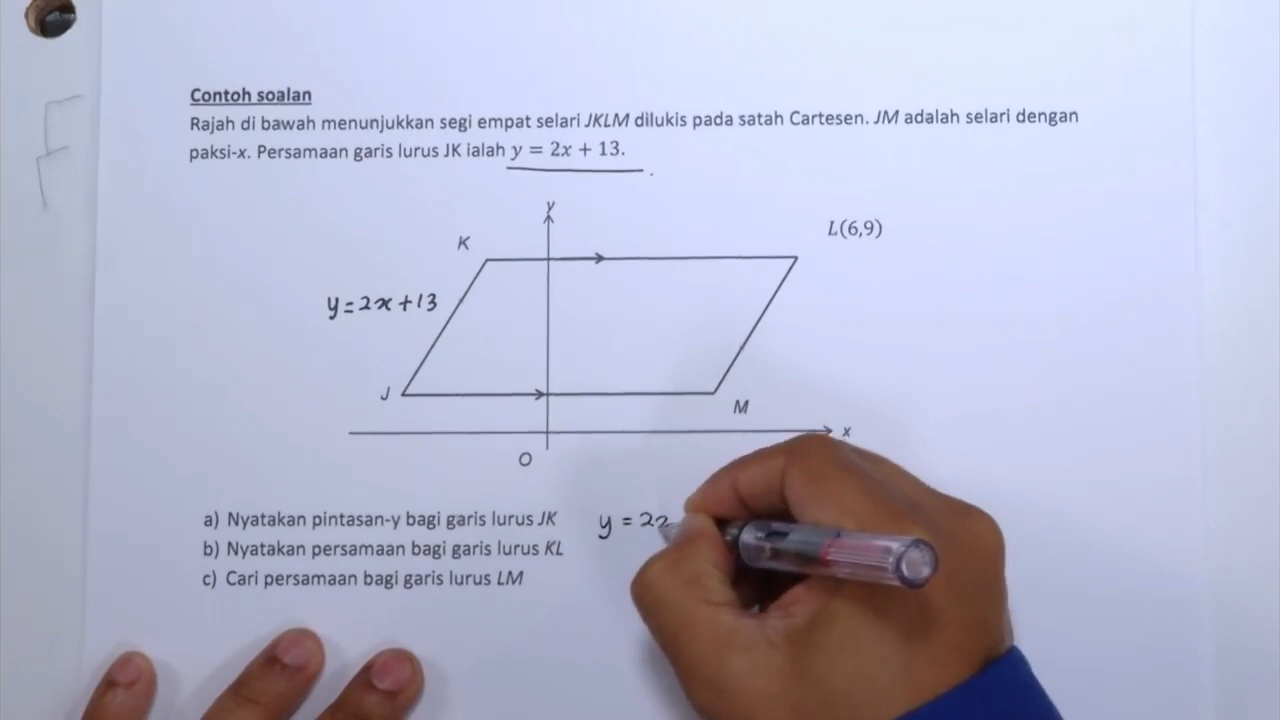 Contoh soalan
Rajah di bawah menunjukkan segi empat selari JKLM dilukis pada satah Cartesen. JM adalah selari dengan
paksi-x. Persamaan garis lurus JK ialah y = 2x + 13.
y
K
L(6,9)
y=2x+13
J
M
x
O
a) Nyatakan pintasan-y bagi garis lurus JK
y = 2
b) Nyatakan persamaan bagi garis lurus KL
c) Cari persamaan bagi garis lurus LM